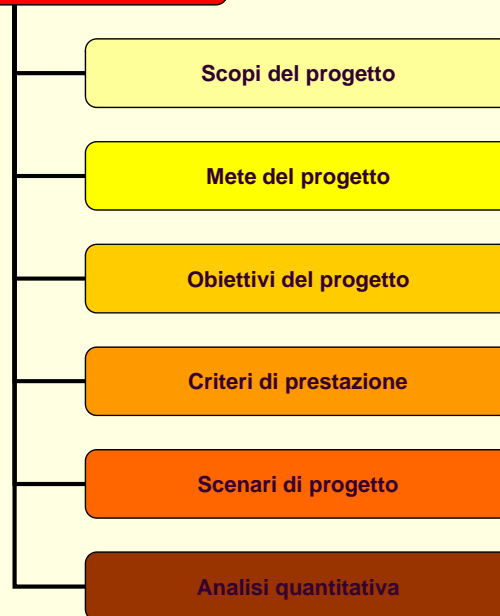 Scopi del progetto
Mete del progetto
Obiettivi del progetto
Criteri di prestazione
Scenari di progetto
Analisi quantitativa